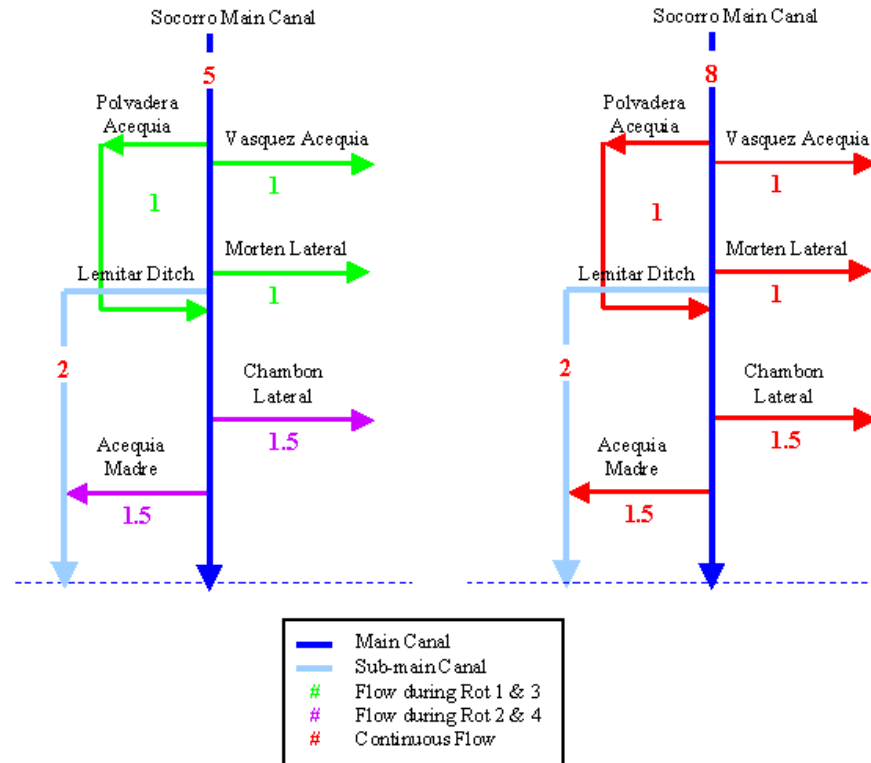 Socorro Main Canal
5
Polvadera
Acequia
Vasquez Acequia
1
1
Morten Lateral
Lemitar Ditch
1
2
Chambon
Lateral
1.5
Acequia
Madre
1.5
Socorro Main Canal
8
Polvadera
Acequia
Vasquez Acequia
1
1
Morten Lateral
Lemitar Ditch
1
2
Chambon
Lateral
1.5
Acequia
Madre
1.5
Main Canal
Sub-main Canal
# Flow during Rot 1 & 3
# Flow during Rot 2 & 4
# Continuous Flow